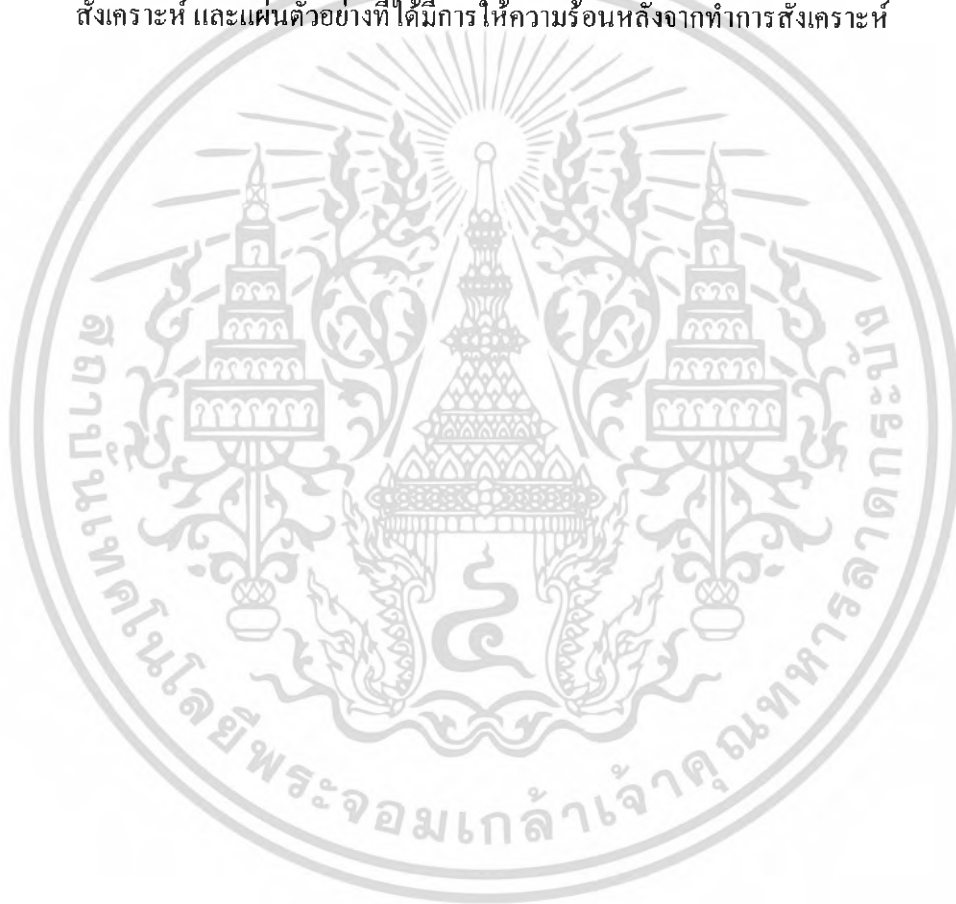 สังเคราะห์ และแผ่นตัวอย่างที่ได้มีการให้ความร้อนหลังจากทำการสังเคราะห์
๔
สถาบันเทคโนโลยีพระจอมเกล้าเจ้าคุณทหารลาดกระบัง